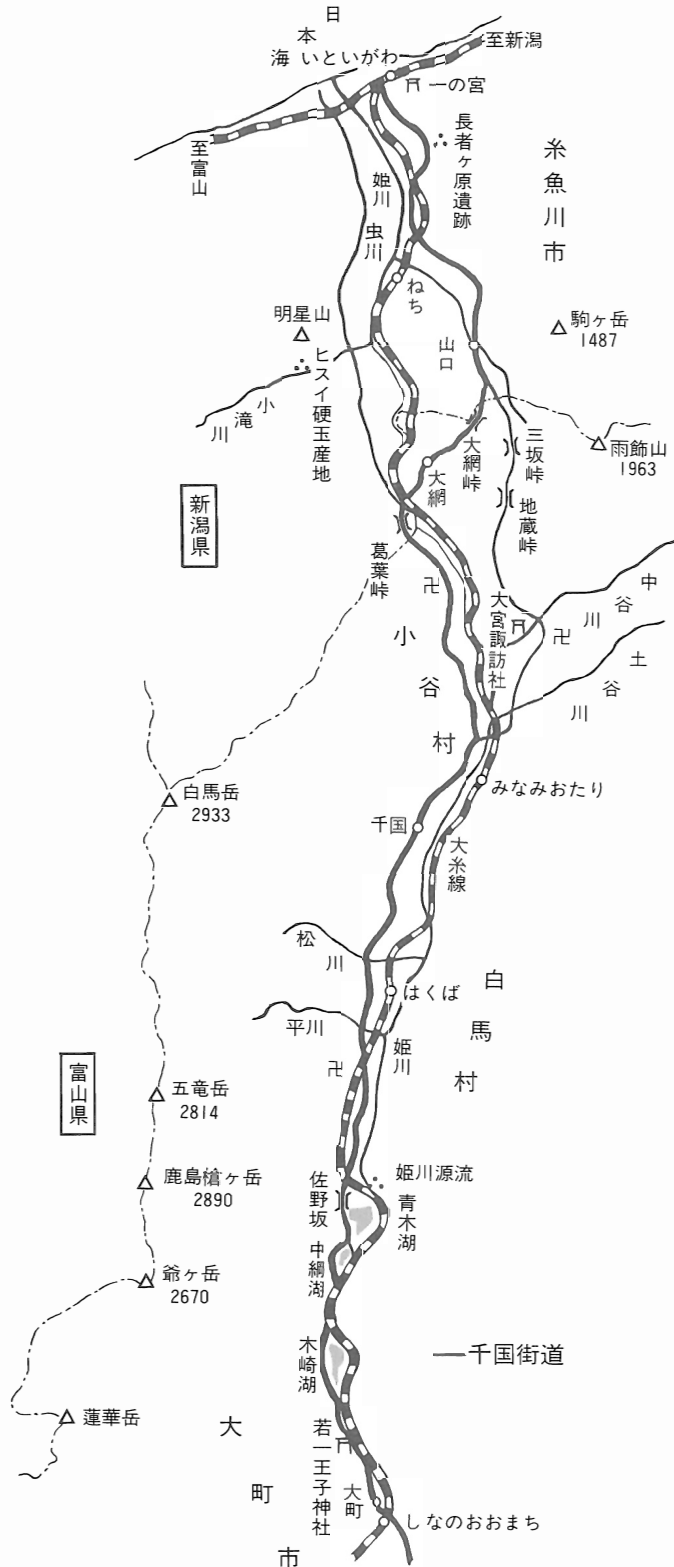 日本海
いといがわ
至新潟
一の宮
至富山
長者ヶ原遺跡
糸魚川市
姫川
虫川
ねち
明星山
駒ヶ岳
1487
山口
ヒスイ硬玉産地
小滝川
大網峠
三坂峠
雨飾山
1963
大網
地蔵峠
新潟県
葛葉峠
卍
小谷村
大宮諏訪社
卍
中谷川
土谷川
白馬岳
2933
みなみおたり
千国
大糸線
松川
はくば
白馬村
平川
姫川
卍
富山県
五竜岳
2814
鹿島槍ヶ岳
2890
佐野坂
姫川源流
青木湖
中綱湖
爺ヶ岳
2670
木崎湖
千国街道
蓮華岳
大町市
若一王子神社
大町
しなのおおまち